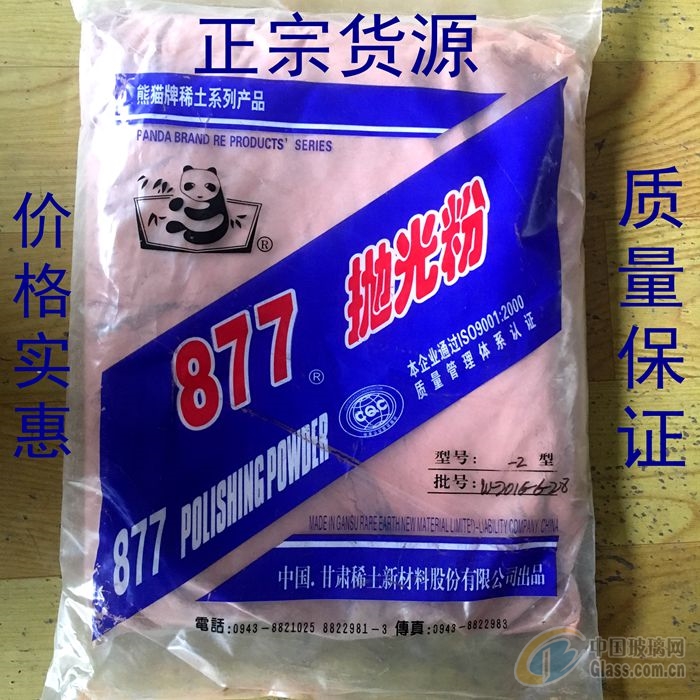 正宗货源
熊猫牌稀土系列产品
PANDA BRAND RE PRODUCTS' SERIES
价格实惠
质量保证
®
877 ® 抛光粉
本企业通过ISO9001:2000
质量管理体系认证
CQC
877 POLISHING POWDER
型号: -2 型
批号: W-2016-6-28
MADE IN GANSU RARE EARTH NEW MATERIAL LIMITED-LIABILITY COMPANY, CHINA
中国.甘肃稀土新材料股份有限公司出品
電話:0943-8821025 8822981-3 傳真:0943-8822983
中国玻璃网
Glass.com.cn